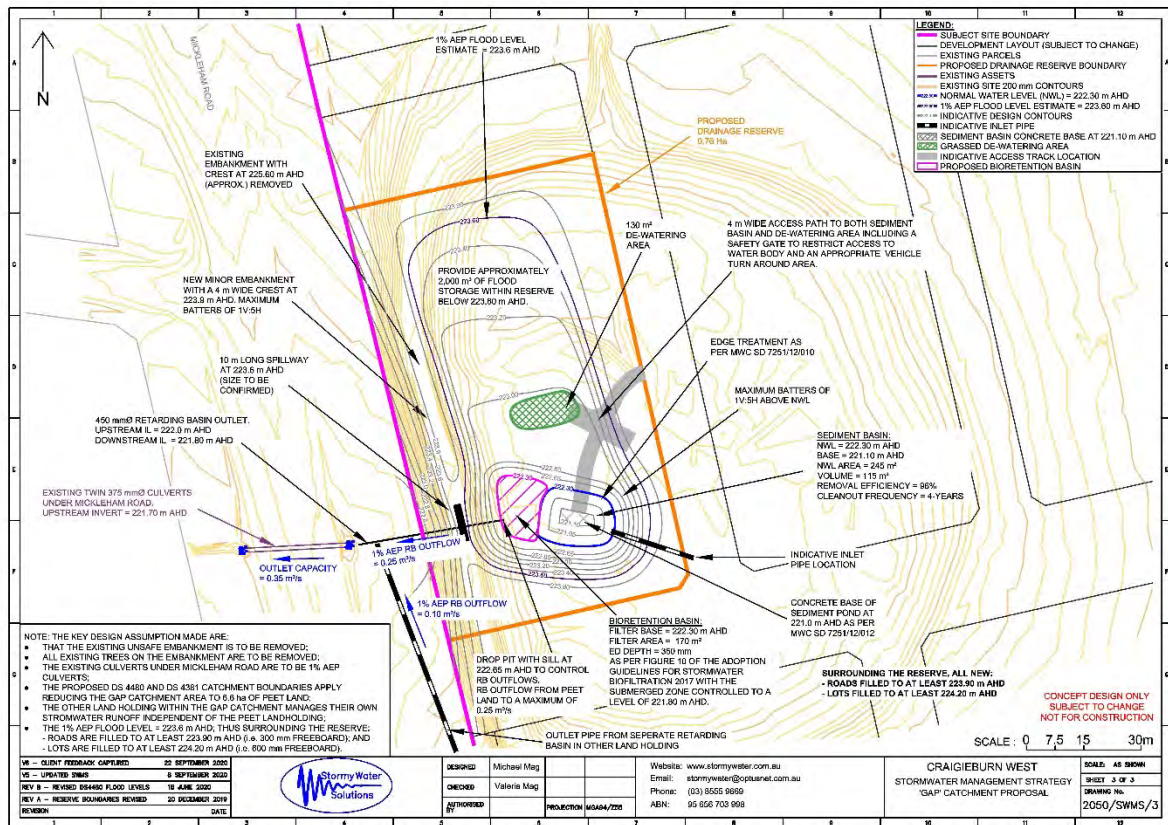 1% AEP FLOOD LEVEL
ESTIMATE = 223.6 m AHD
MICKLEHAM ROAD
N
LEGEND:
SUBJECT SITE BOUNDARY
DEVELOPMENT LAYOUT (SUBJECT TO CHANGE)
EXISTING PARCELS
PROPOSED DRAINAGE RESERVE BOUNDARY
EXISTING ASSETS
EXISTING SITE 200 mm CONTOURS
NORMAL WATER LEVEL (NWL) = 222.30 m AHD
1% AEP FLOOD LEVEL ESTIMATE = 223.60 m AHD
INDICATIVE DESIGN CONTOURS
INDICATIVE INLET PIPE
SEDIMENT BASIN CONCRETE BASE AT 221.10 m AHD
GRASSED DE-WATERING AREA
INDICATIVE ACCESS TRACK LOCATION
PROPOSED BIORETENTION BASIN
PROPOSED
DRAINAGE RESERVE
0.76 Ha
EXISTING
EMBANKMENT WITH
CREST AT 225.60 m AHD
(APPROX.) REMOVED
130 m²
DE-WATERING
AREA
4 m WIDE ACCESS PATH TO BOTH SEDIMENT
BASIN AND DE-WATERING AREA INCLUDING A
SAFETY GATE TO RESTRICT ACCESS TO
WATER BODY AND AN APPROPRIATE VEHICLE
TURN AROUND AREA.
PROVIDE APPROXIMATELY
2,000 m³ OF FLOOD
STORAGE WITHIN RESERVE
BELOW 223.60 m AHD.
NEW MINOR EMBANKMENT
WITH A 4 m WIDE CREST AT
223.9 m AHD. MAXIMUM
BATTERS OF 1V:5H
EDGE TREATMENT AS
PER MWC SD 7251/12/010
10 m LONG SPILLWAY
AT 223.6 m AHD
(SIZE TO BE
CONFIRMED)
MAXIMUM BATTERS OF
1V:5H ABOVE NWL
450 mmØ RETARDING BASIN OUTLET.
UPSTREAM IL = 222.0 m AHD
DOWNSTREAM IL = 221.80 m AHD
SEDIMENT BASIN:
NWL = 222.30 m AHD
BASE = 221.10 m AHD
NWL AREA = 245 m²
VOLUME = 115 m³
REMOVAL EFFICIENCY = 96%
CLEANOUT FREQUENCY = 4-YEARS
EXISTING TWIN 375 mmØ CULVERTS
UNDER MICKLEHAM ROAD.
UPSTREAM INVERT = 221.70 m AHD
1% AEP RB OUTFLOW
= 0.25 m³/s
OUTLET CAPACITY
= 0.35 m³/s
INDICATIVE INLET
PIPE LOCATION
1% AEP RB OUTFLOW
= 0.10 m³/s
CONCRETE BASE OF
SEDIMENT POND AT
221.0 m AHD AS PER
MWC SD 7251/12/012
BIORETENTION BASIN:
FILTER BASE = 222.30 m AHD
FILTER AREA = 170 m²
ED DEPTH = 350 mm
AS PER FIGURE 10 OF THE ADOPTION
GUIDELINES FOR STORMWATER
BIOFILTRATION 2017 WITH THE
SUBMERGED ZONE CONTROLLED TO A
LEVEL OF 221.80 m AHD.
DROP PIT WITH SILL AT
222.65 m AHD TO CONTROL
RB OUTFLOWS.
RB OUTFLOW FROM PEET
LAND TO A MAXIMUM OF
0.25 m³/s
OUTLET PIPE FROM SEPERATE RETARDING
BASIN IN OTHER LAND HOLDING
SURROUNDING THE RESERVE, ALL NEW:
- ROADS FILLED TO AT LEAST 223.90 m AHD
- LOTS FILLED TO AT LEAST 224.20 m AHD
CONCEPT DESIGN ONLY
SUBJECT TO CHANGE
NOT FOR CONSTRUCTION
SCALE : 0 7.5 15 30m
NOTE: THE KEY DESIGN ASSUMPTION MADE ARE:
• THAT THE EXISTING UNSAFE EMBANKMENT IS TO BE REMOVED;
• ALL EXISTING TREES ON THE EMBANKMENT ARE TO BE REMOVED;
• THE EXISTING CULVERTS UNDER MICKLEHAM ROAD ARE TO BE 1% AEP
CULVERTS;
• THE PROPOSED DS 4480 AND DS 4381 CATCHMENT BOUNDARIES APPLY
REDUCING THE GAP CATCHMENT AREA TO 6.6 ha OF PEET LAND;
• THE OTHER LAND HOLDING WITHIN THE GAP CATCHMENT MANAGES THEIR OWN
STROMWATER RUNOFF INDEPENDENT OF THE PEET LANDHOLDING;
• THE 1% AEP FLOOD LEVEL = 223.6 m AHD; THUS SURROUNDING THE RESERVE:
- ROADS ARE FILLED TO AT LEAST 223.90 m AHD (i.e. 300 mm FREEBOARD); AND
- LOTS ARE FILLED TO AT LEAST 224.20 m AHD (i.e. 600 mm FREEBOARD).
V6 - CLIENT FEEDBACK CAPTURED 22 SEPTEMBER 2020
V5 - UPDATED SWMS 8 SEPTEMBER 2020
REV B - REVISED DS4480 FLOOD LEVELS 16 JUNE 2020
REV A - RESERVE BOUNDARIES REVISED 20 DECEMBER 2019
REVISION DATE
StormyWater
Solutions
DESIGNED Michael Mag
CHECKED Valerie Mag
AUTHORISED BY
PROJECTION MGA94/Z55
Website: www.stormywater.com.au
Email: stormywater@optusnet.com.au
Phone: (03) 8555 9669
ABN: 95 656 703 998
CRAIGIEBURN WEST
STORMWATER MANAGEMENT STRATEGY
'GAP' CATCHMENT PROPOSAL
SCALE: AS SHOWN
SHEET 3 OF 3
DRAWING No.
2050/SWMS/3